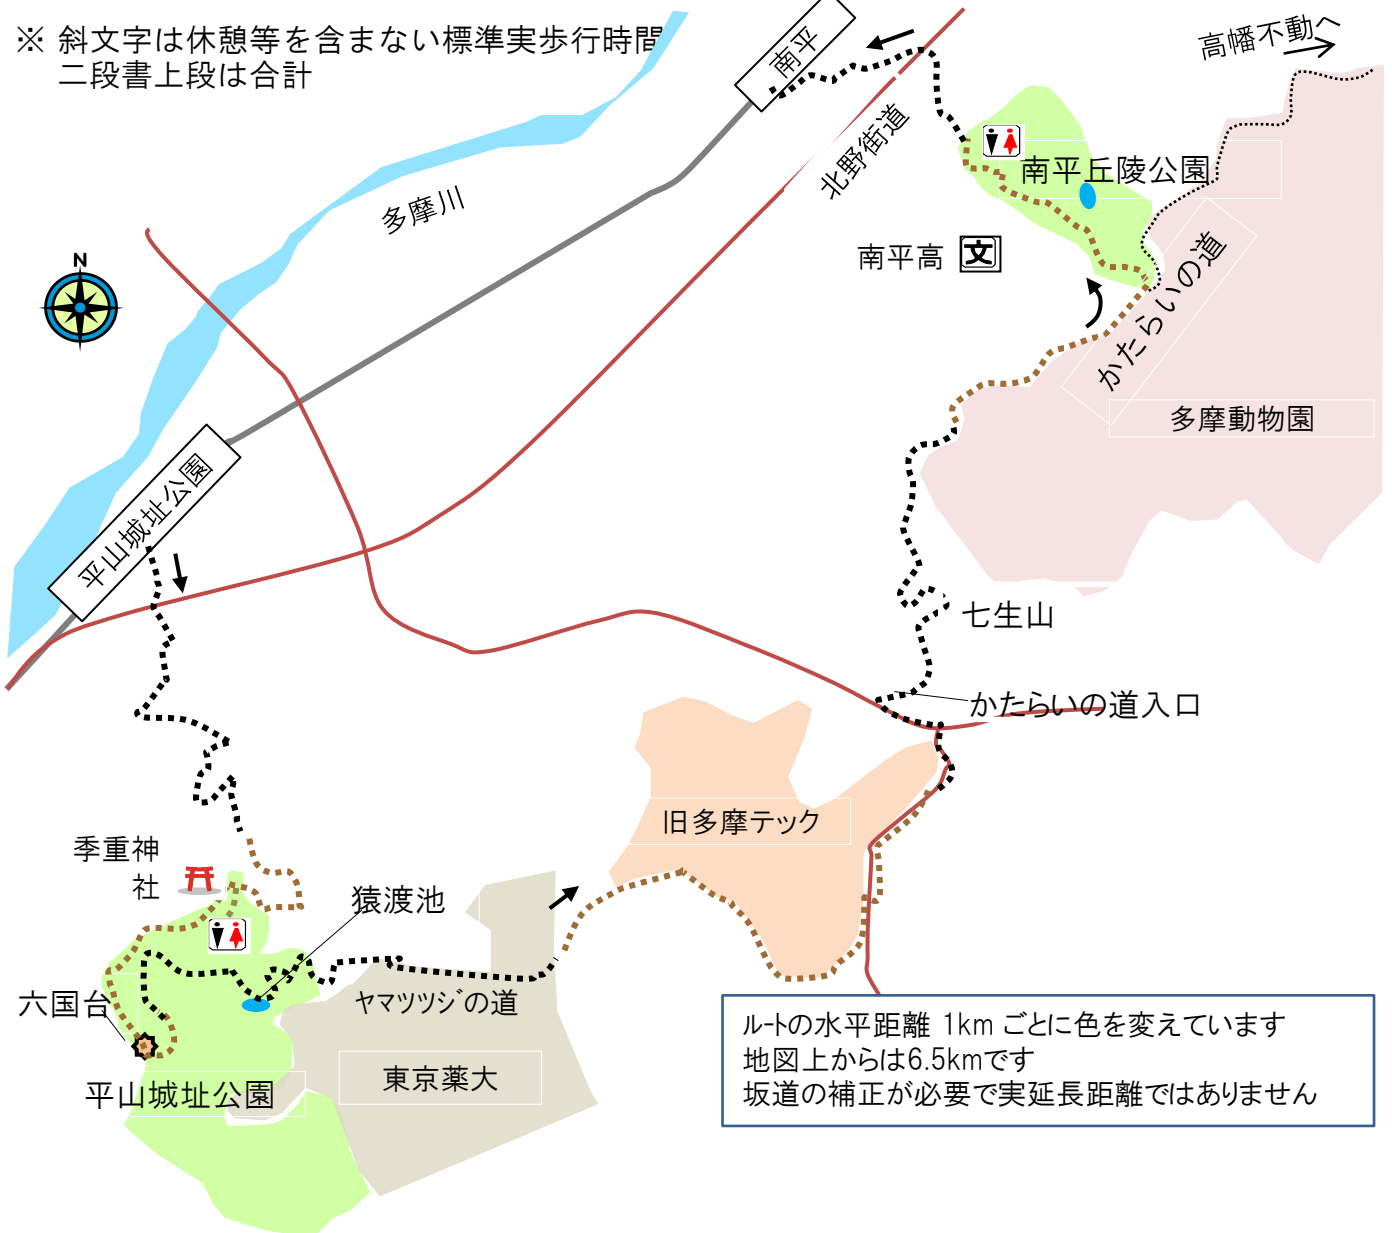 ※ 斜文字は休憩等を含まない標準実歩行時間
二段書上段は合計
高幡不動へ
南平
北野街道
南平丘陵公園
多摩川
南平高
文
かたらいの道
N
多摩動物園
平山城址公園
七生山
かたらいの道入口
旧多摩テック
季重神
社
猿渡池
六国台
ヤマツツジの道
東京薬大
平山城址公園
ルートの水平距離 1km ごとに色を変えています
地図上からは6.5kmです
坂道の補正が必要で実延長距離ではありません